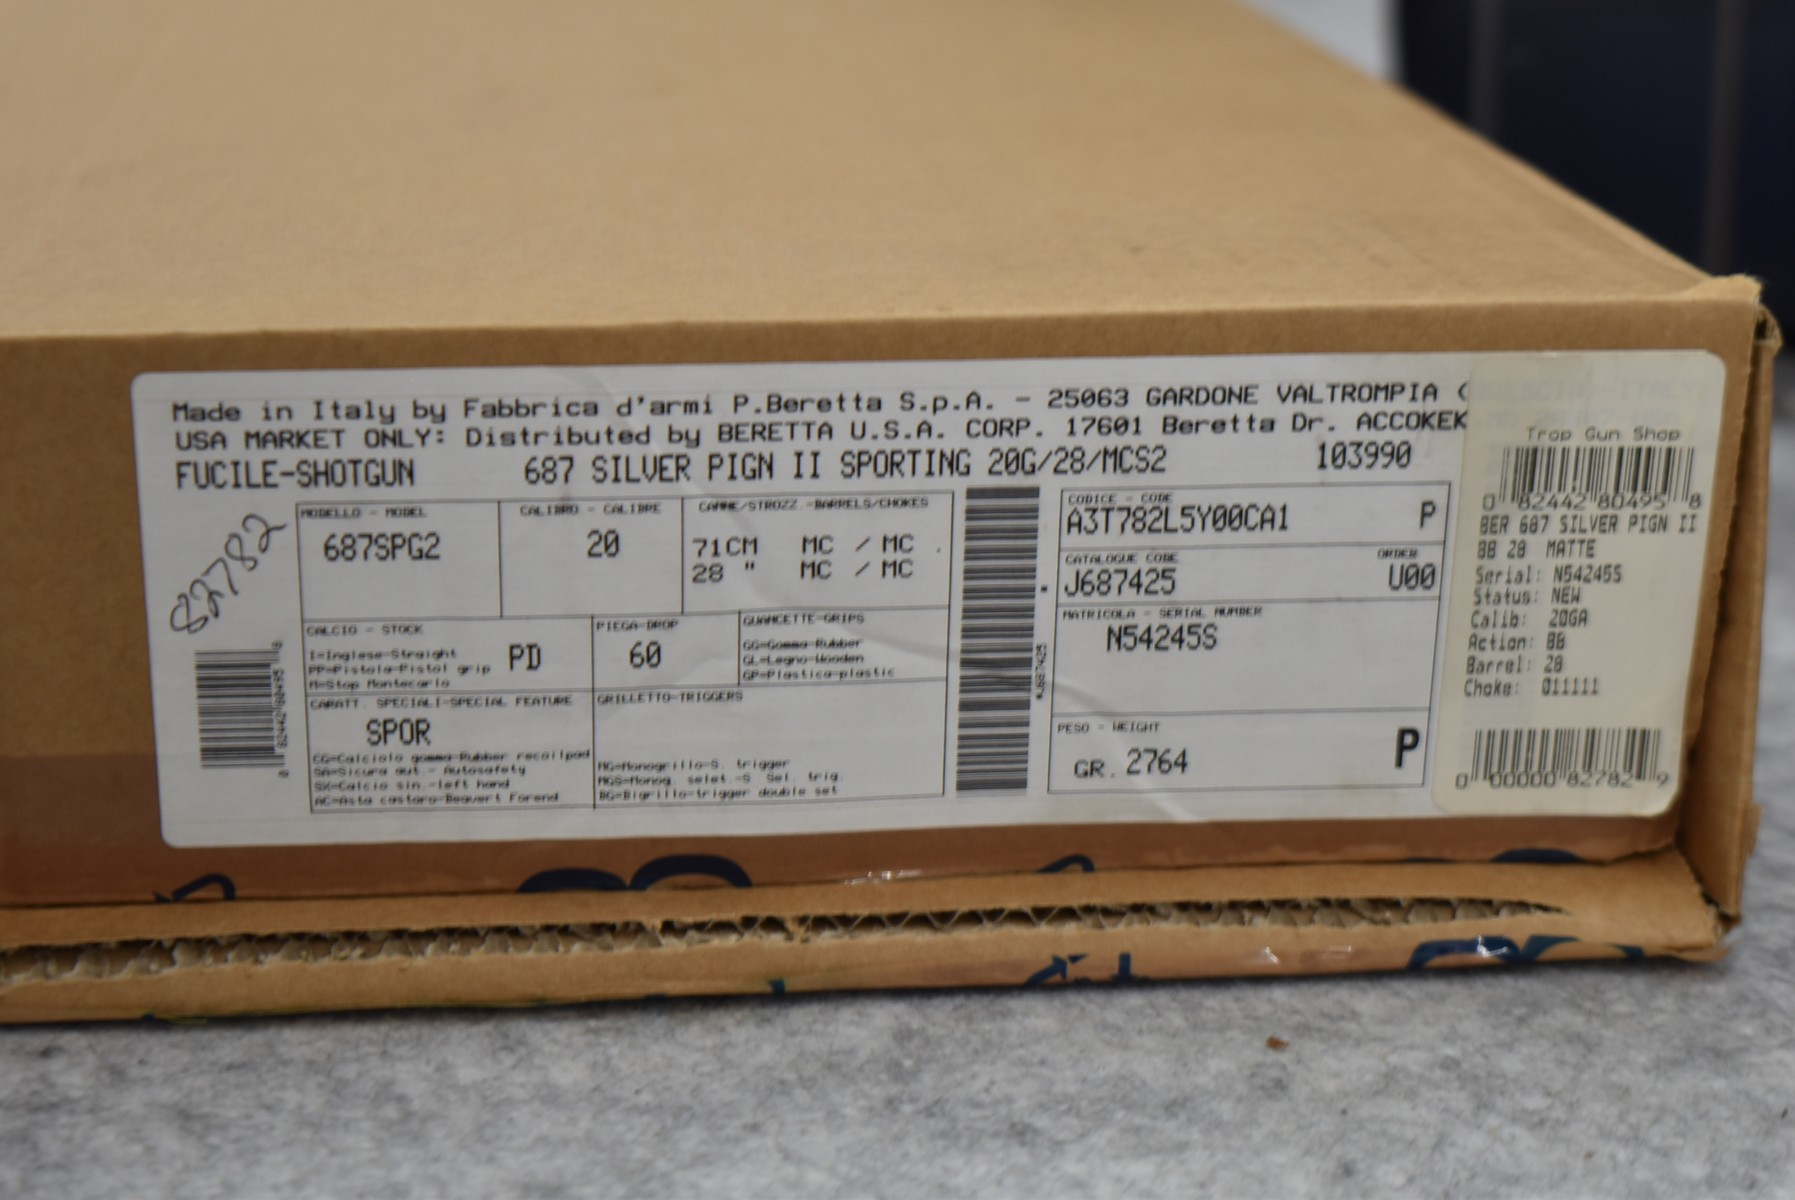 Made in Italy by Fabbrica d'armi P.Beretta S.p.A. - 25063 GARDONE VALTROMPIA (
USA MARKET ONLY: Distributed by BERETTA U.S.A. CORP. 17601 Beretta Dr. ACCOKEK
FUCILE-SHOTGUN 687 SILVER PIGN II SPORTING 20G/28/MCS2 103990
82782
0 82442 80495 8
MODELLO - MODEL
687SPG2
CALIBRO - CALIBRE
20
CANNE/STROZZ.-BARRELS/CHOKES
71CM MC / MC .
28 " MC / MC
CALCIO - STOCK
I=Inglese-Straight
PP=Pistola-Pistol grip
M=Stop Montecarlo
PD
PIEGA-DROP
60
GUANCETTE-GRIPS
GG=Gomma-Rubber
GL=Legno-Wooden
GP=Plastica-plastic
CARATT. SPECIALI-SPECIAL FEATURE
SPOR
CG=Calciolo gomma-Rubber recoilpad
SA=Sicura aut.- Autosafety
SX=Calcio sin.-left hand
AC=Asta castoro-Beavert Forend
GRILLETTO-TRIGGERS
MG=Monogrillo-S. trigger
MGS=Monog. selet.-S Sel. trig.
BG=Bigrillo-trigger double set
XJ687425
CODICE - CODE
A3T782L5Y00CA1 P
CATALOGUE CODE ORDER
J687425 U00
MATRICOLA - SERIAL NUMBER
N54245S
PESO - WEIGHT
GR. 2764
P
Trop Gun Shop
0 82442 80495 8
BER 687 SILVER PIGN II
BB 28 MATTE
Serial: N54245S
Status: NEW
Calib: 20GA
Action: BB
Barrel: 28
Choke: 011111
0 00000 82782 9